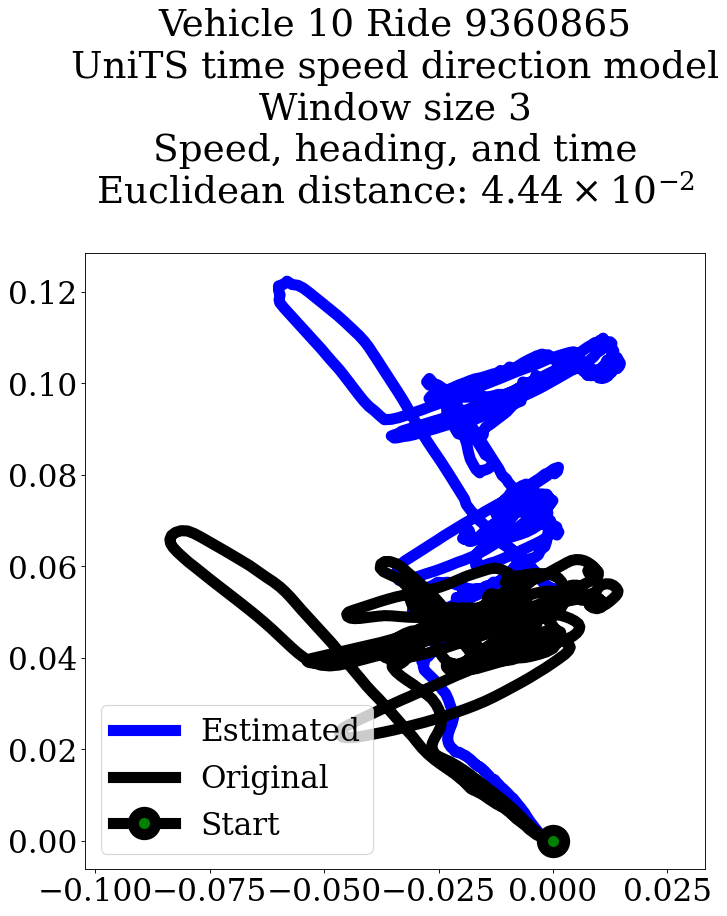 Vehicle 10 Ride 9360865
UniTS time speed direction model
Window size 3
Speed, heading, and time
Euclidean distance: 4.44 × 10⁻²
0.12
0.10
0.08
0.06
0.04
0.02
0.00
Estimated
Original
Start
−0.100 −0.075 −0.050 −0.025 0.000 0.025